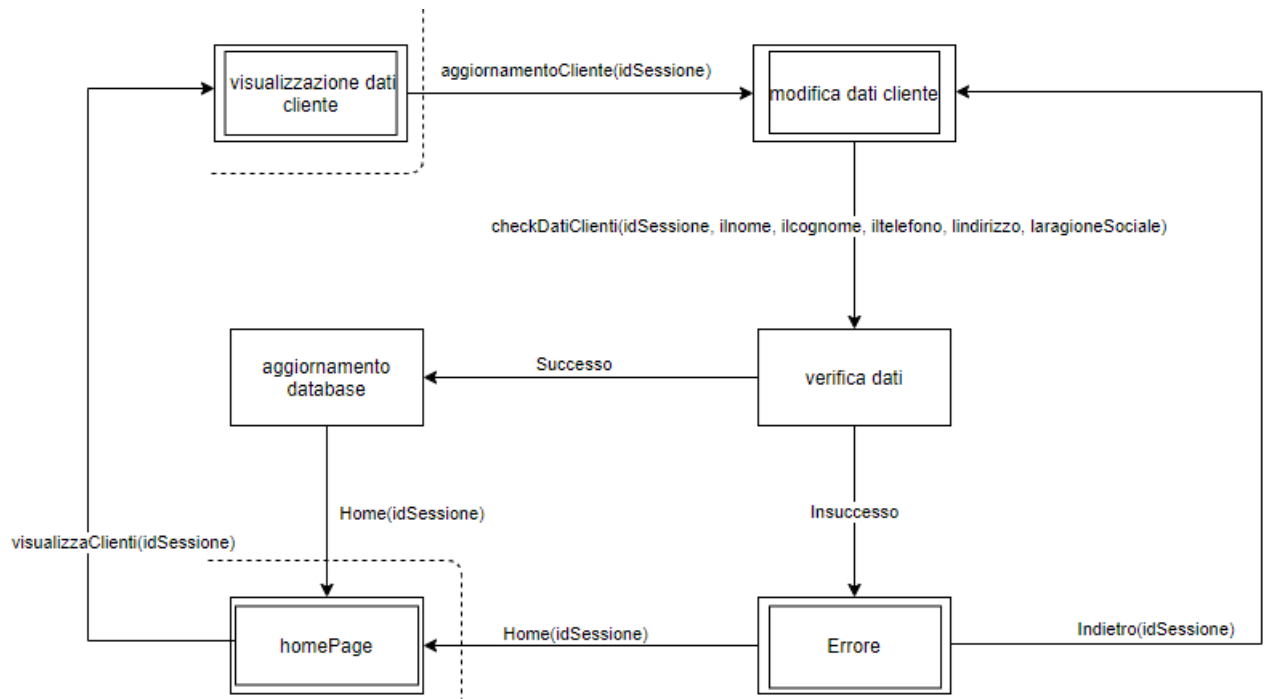 visualizzazione dati
cliente
aggiornamentoCliente(idSessione)
modifica dati cliente
checkDatiClienti(idSessione, ilnome, ilcognome, iltelefono, lindirizzo, laragioneSociale)
aggiornamento
database
Successo
verifica dati
Home(idSessione)
Insuccesso
visualizzaClienti(idSessione)
homePage
Home(idSessione)
Errore
Indietro(idSessione)